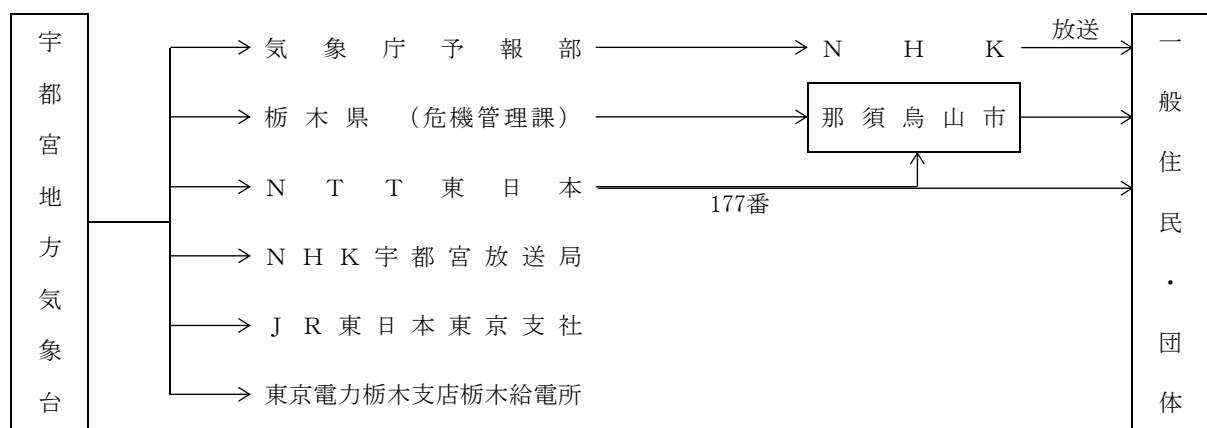 宇都宮地方気象台
気象庁予報部
NHK
放送
栃木県（危機管理課）
那須烏山市
NTT東日本
177番
NHK宇都宮放送局
JR東日本東京支社
東京電力栃木支店栃木給電所
一般住民・団体